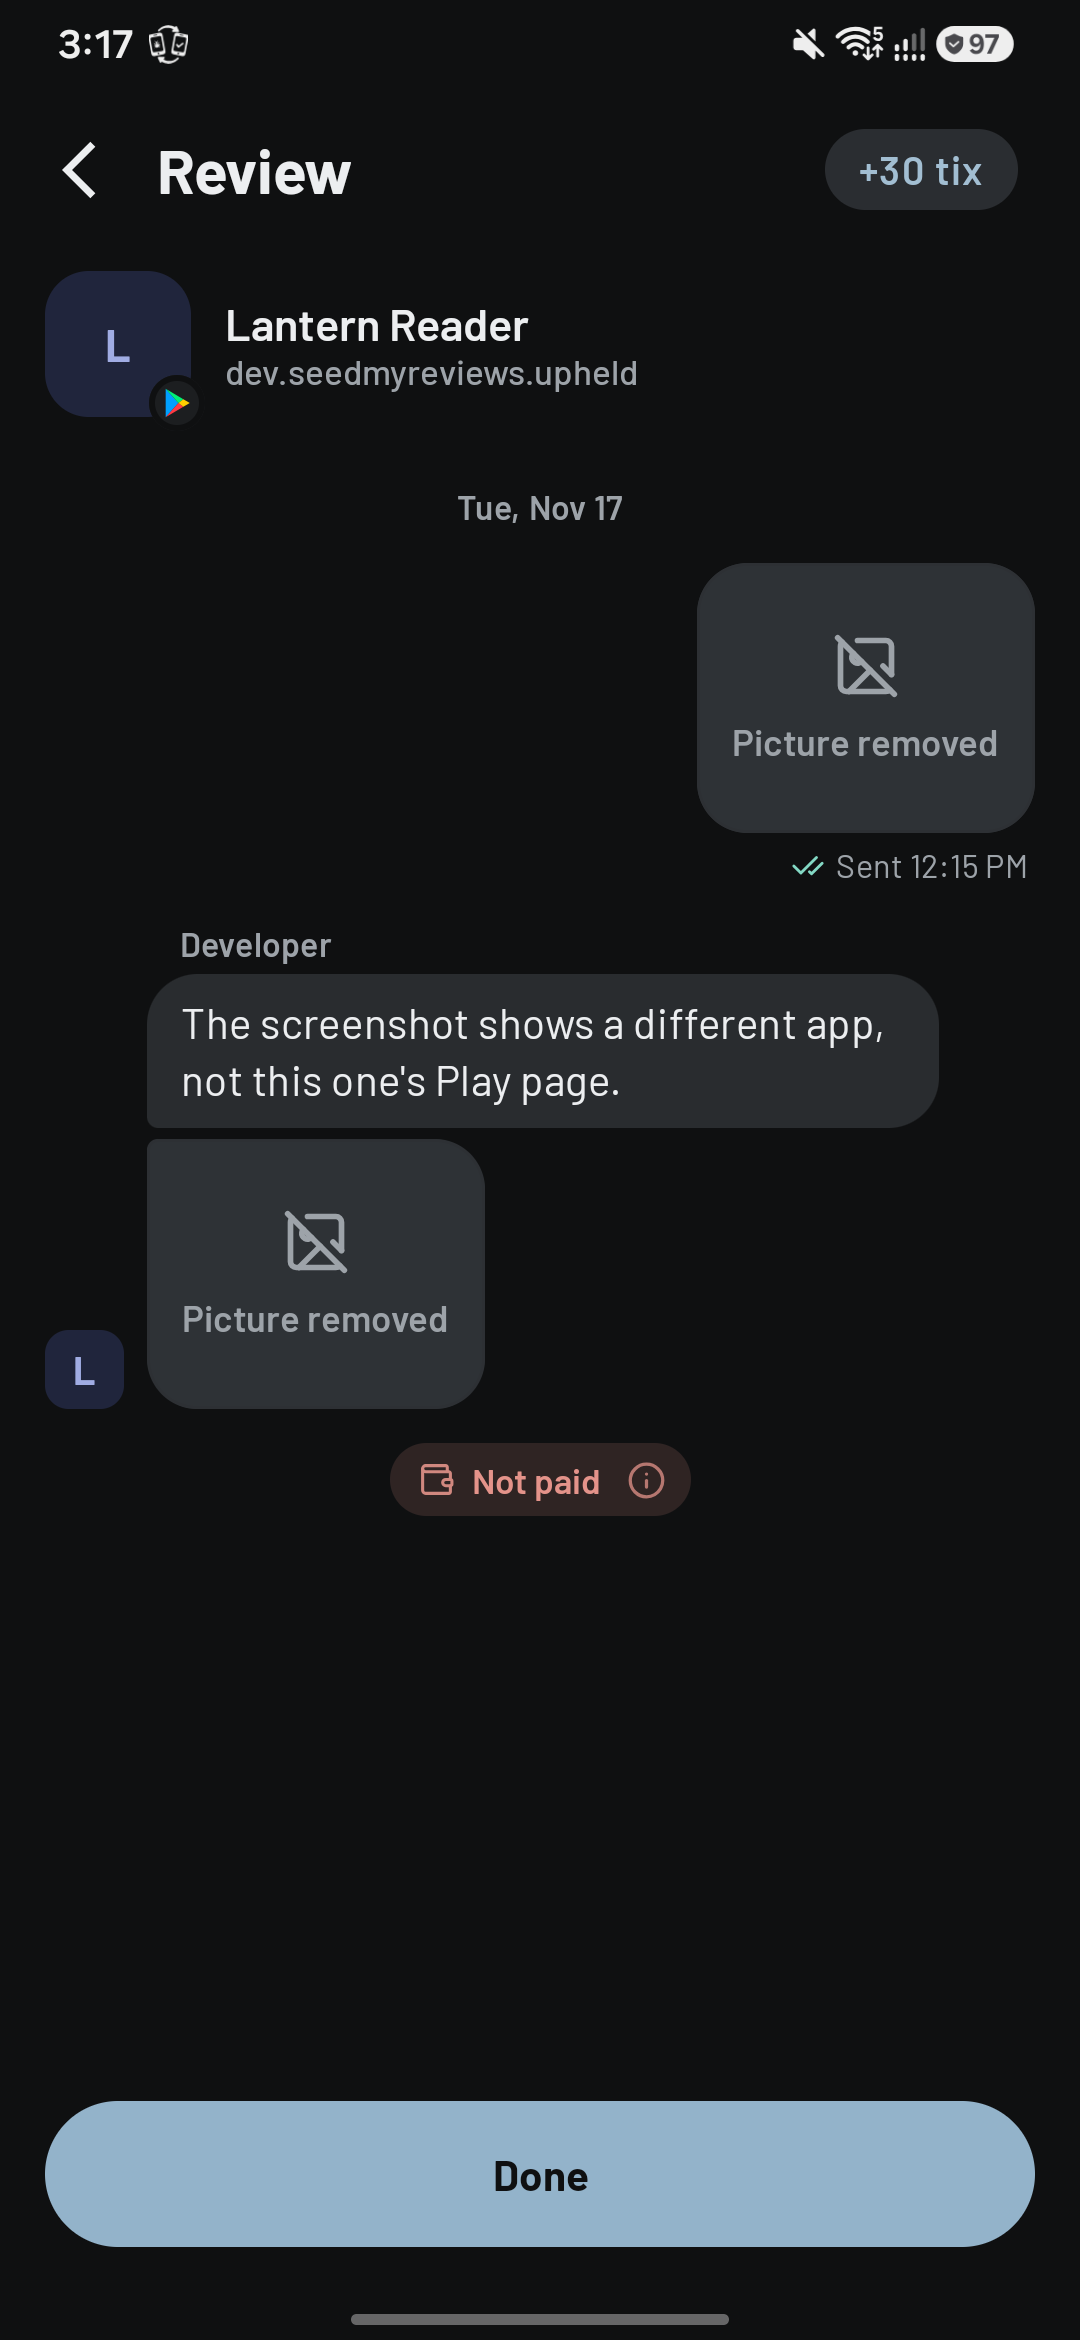 3:17
5
97
Review
+30 tix
L
Lantern Reader
dev.seedmyreviews.upheld
Tue, Nov 17
Picture removed
Sent 12:15 PM
Developer
The screenshot shows a different app,
not this one's Play page.
Picture removed
L
Not paid
Done